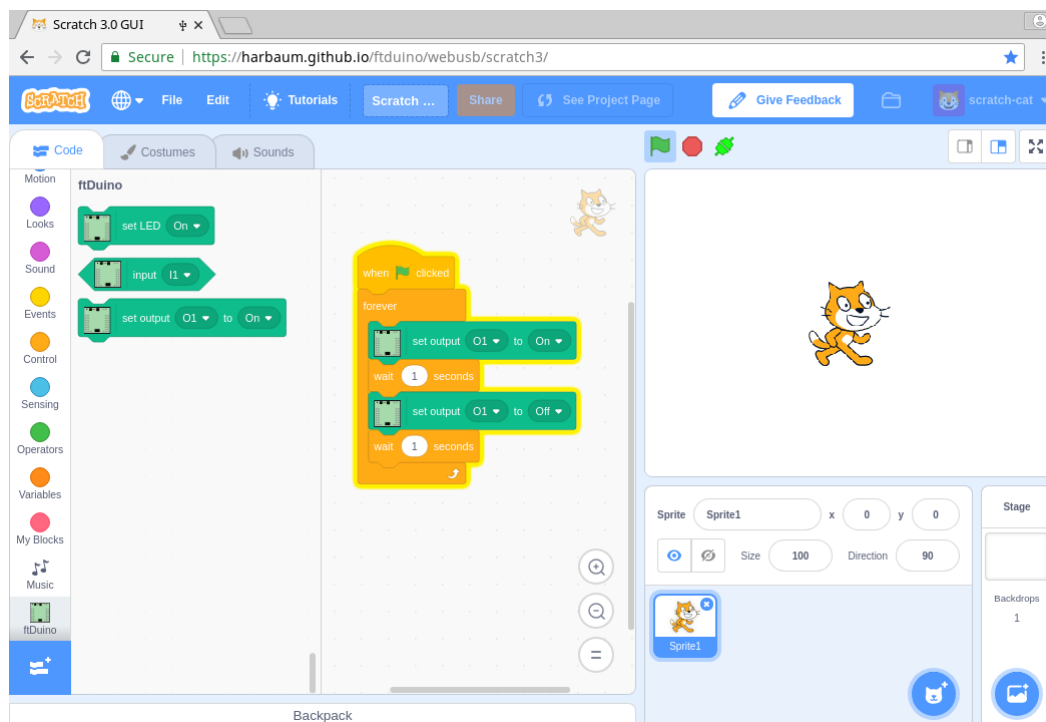 Scratch 3.0 GUI
Secure | https://harbaum.github.io/ftduino/webusb/scratch3/
SCRATCH File Edit Tutorials Scratch ... Share See Project Page Give Feedback scratch-cat
Code Costumes Sounds
Motion
Looks
Sound
Events
Control
Sensing
Operators
Variables
My Blocks
Music
ftDuino
ftDuino
set LED On
input I1
set output O1 to On
when clicked
forever
set output O1 to On
wait 1 seconds
set output O1 to Off
wait 1 seconds
=
Sprite Sprite1 x 0 y 0
Size 100 Direction 90
Sprite1
Stage
Backdrops
1
Backpack